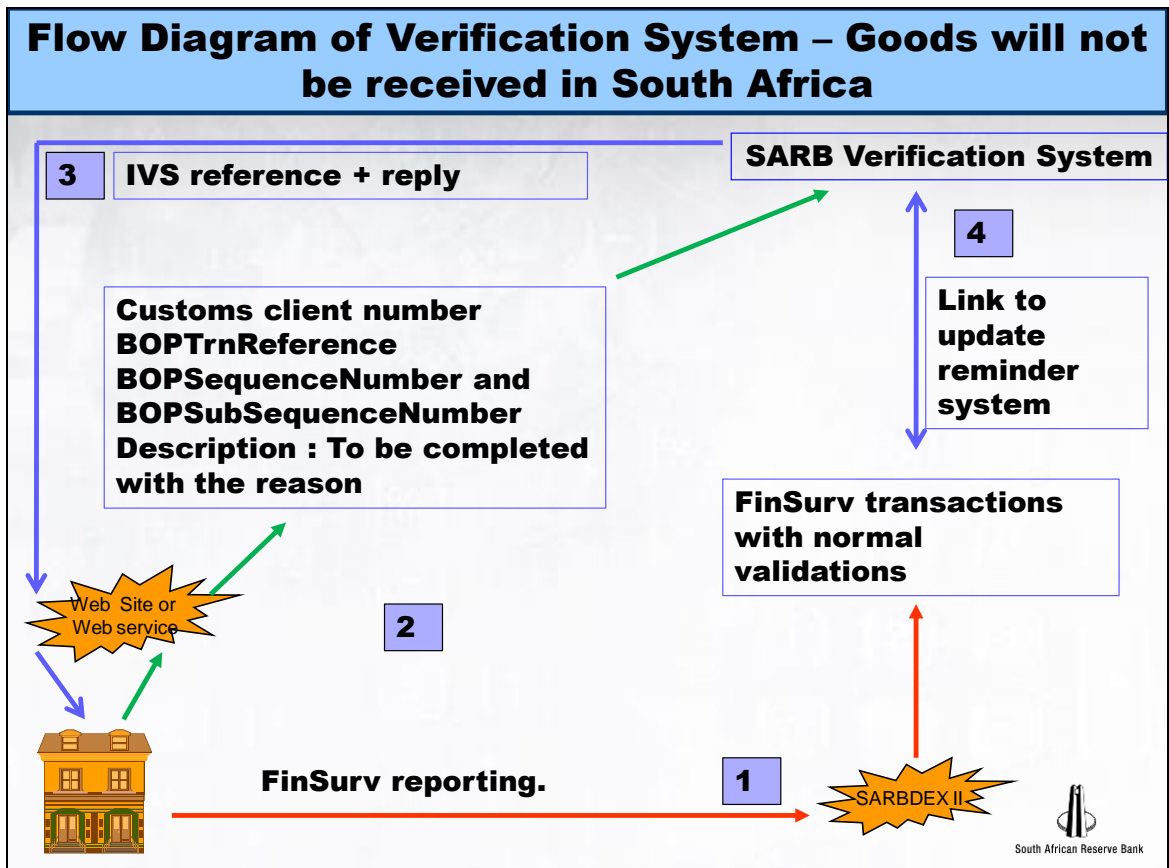 Flow Diagram of Verification System – Goods will not
be received in South Africa
3
IVS reference + reply
SARB Verification System
4
Link to
update
reminder
system
Customs client number
BOPTrnReference
BOPSequenceNumber and
BOPSubSequenceNumber
Description : To be completed
with the reason
FinSurv transactions
with normal
validations
Web Site or
Web service
2
FinSurv reporting.
1
SARBDEX II
South African Reserve Bank